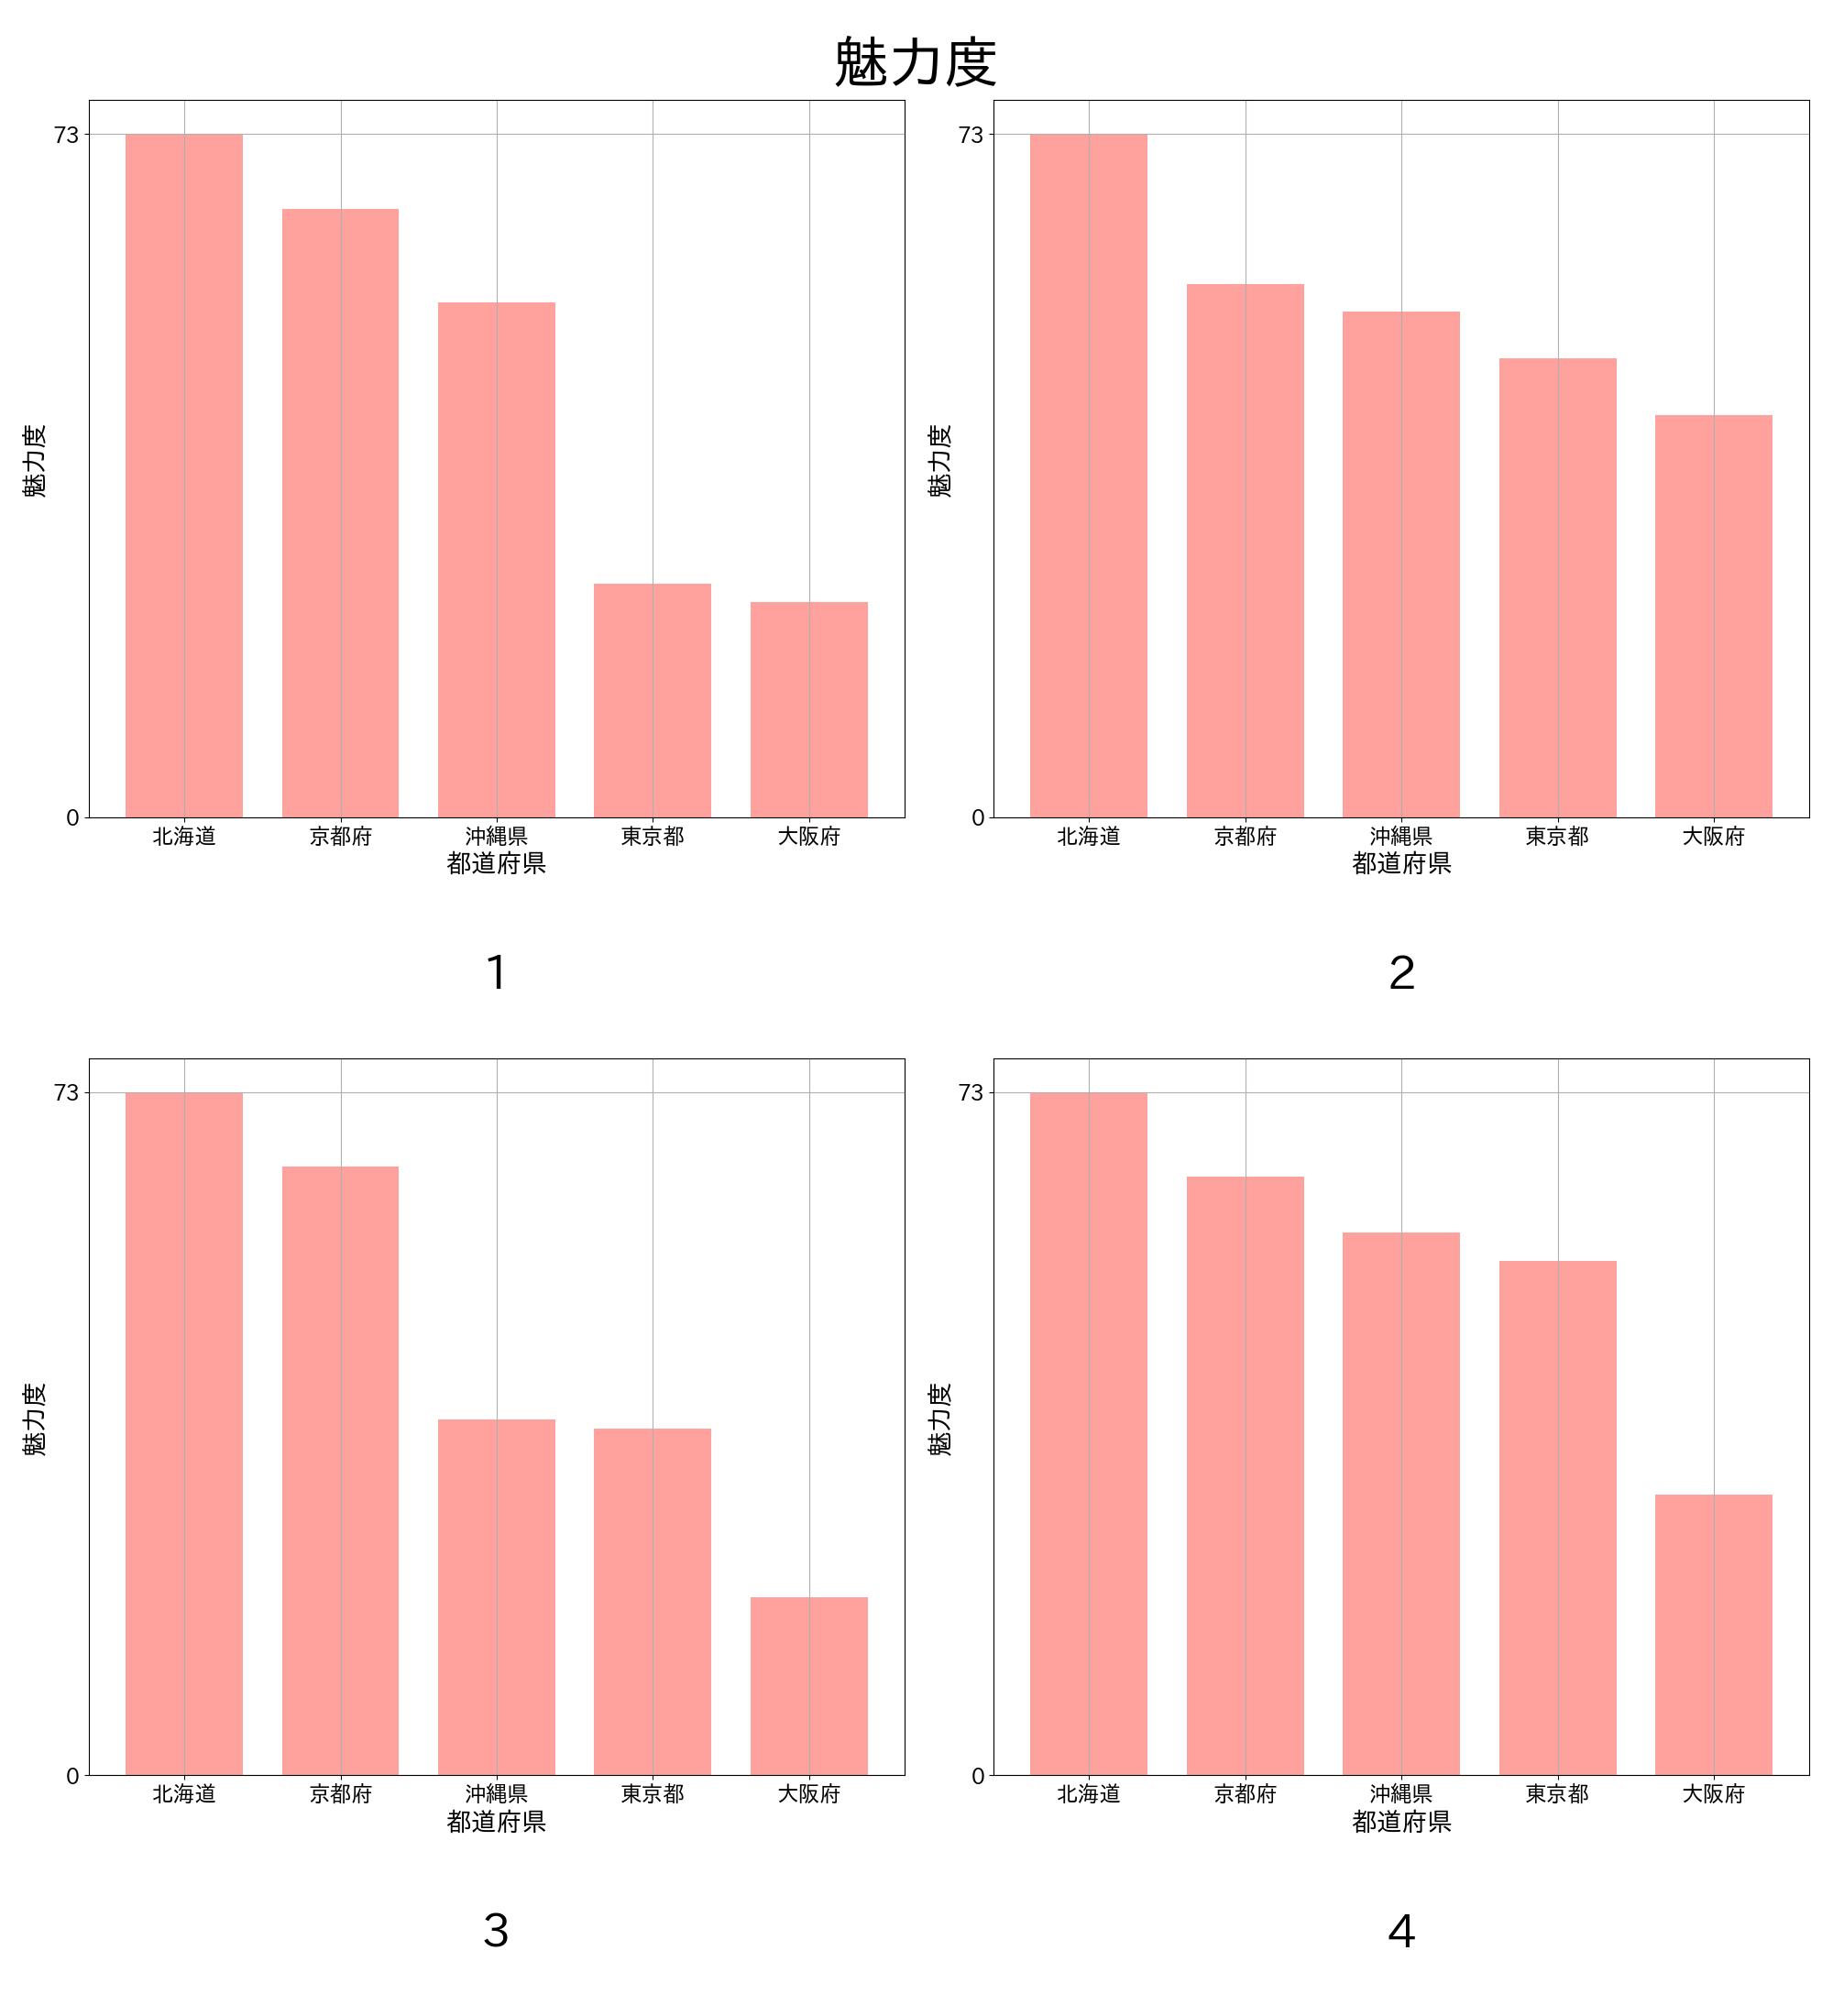 魅力度
73
0
魅力度
北海道 京都府 沖縄県 東京都 大阪府
都道府県
1
73
0
魅力度
北海道 京都府 沖縄県 東京都 大阪府
都道府県
2
73
0
魅力度
北海道 京都府 沖縄県 東京都 大阪府
都道府県
3
73
0
魅力度
北海道 京都府 沖縄県 東京都 大阪府
都道府県
4